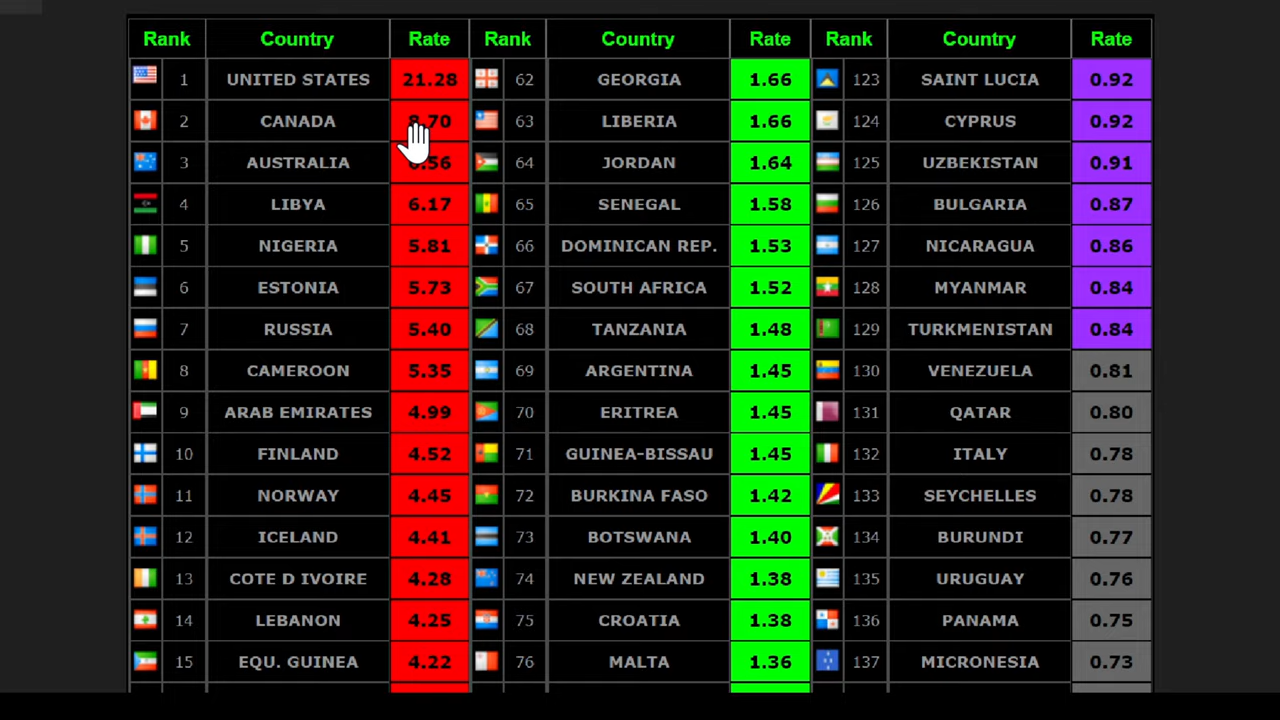 Rank Country Rate Rank Country Rate Rank Country Rate
1 UNITED STATES 21.28 62 GEORGIA 1.66 123 SAINT LUCIA 0.92
2 CANADA 8.70 63 LIBERIA 1.66 124 CYPRUS 0.92
3 AUSTRALIA 6.56 64 JORDAN 1.64 125 UZBEKISTAN 0.91
4 LIBYA 6.17 65 SENEGAL 1.58 126 BULGARIA 0.87
5 NIGERIA 5.81 66 DOMINICAN REP. 1.53 127 NICARAGUA 0.86
6 ESTONIA 5.73 67 SOUTH AFRICA 1.52 128 MYANMAR 0.84
7 RUSSIA 5.40 68 TANZANIA 1.48 129 TURKMENISTAN 0.84
8 CAMEROON 5.35 69 ARGENTINA 1.45 130 VENEZUELA 0.81
9 ARAB EMIRATES 4.99 70 ERITREA 1.45 131 QATAR 0.80
10 FINLAND 4.52 71 GUINEA-BISSAU 1.45 132 ITALY 0.78
11 NORWAY 4.45 72 BURKINA FASO 1.42 133 SEYCHELLES 0.78
12 ICELAND 4.41 73 BOTSWANA 1.40 134 BURUNDI 0.77
13 COTE D IVOIRE 4.28 74 NEW ZEALAND 1.38 135 URUGUAY 0.76
14 LEBANON 4.25 75 CROATIA 1.38 136 PANAMA 0.75
15 EQU. GUINEA 4.22 76 MALTA 1.36 137 MICRONESIA 0.73